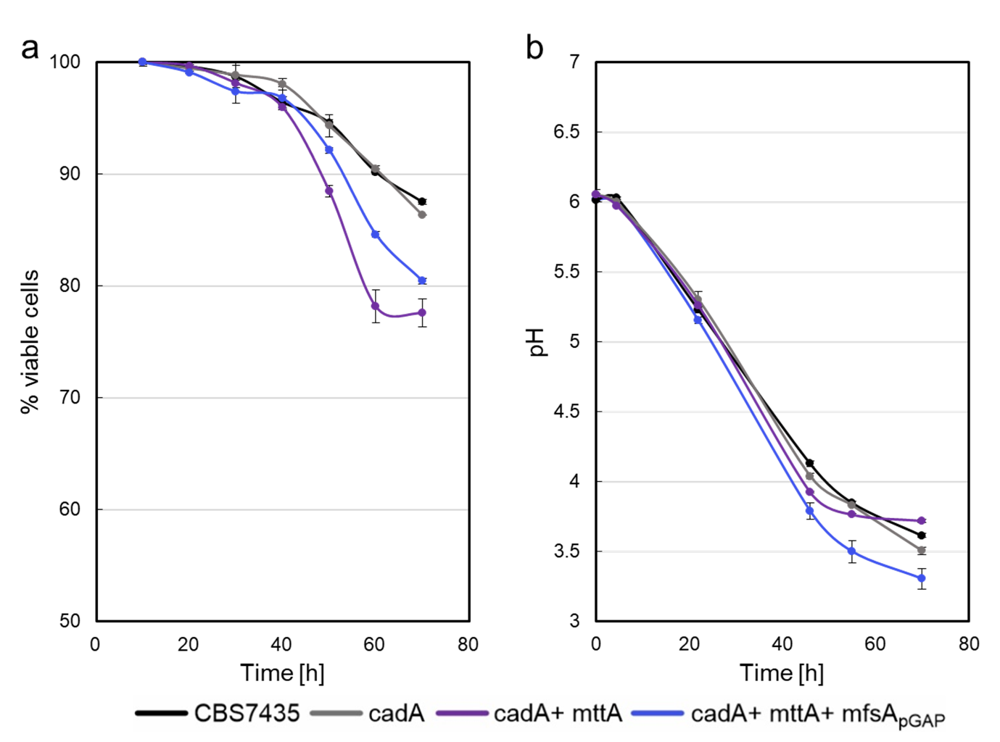 a
100
90
80
70
60
50
% viable cells
0 20 40 60 80
Time [h]
b
7
6.5
6
5.5
5
4.5
4
3.5
3
pH
0 20 40 60 80
Time [h]
CBS7435 cadA cadA+ mttA cadA+ mttA+ mfsApGAP